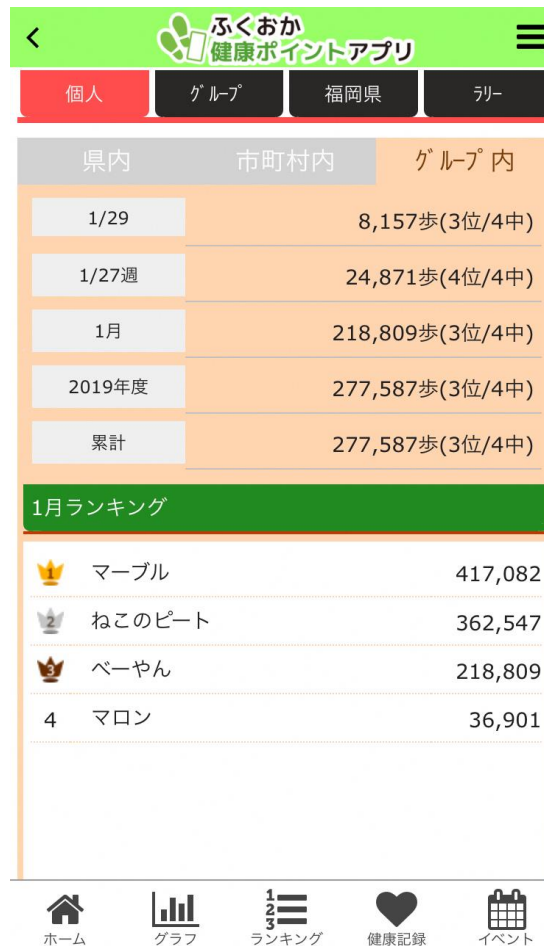 ふくおか
健康ポイントアプリ
個人 グループ 福岡県 ラリー
県内 市町村内 グループ内
1/29 8,157歩(3位/4中)
1/27週 24,871歩(4位/4中)
1月 218,809歩(3位/4中)
2019年度 277,587歩(3位/4中)
累計 277,587歩(3位/4中)
1月ランキング
1 マーブル 417,082
2 ねこのピート 362,547
3 べーやん 218,809
4 マロン 36,901
1
2
3
ホーム グラフ ランキング 健康記録 イベント